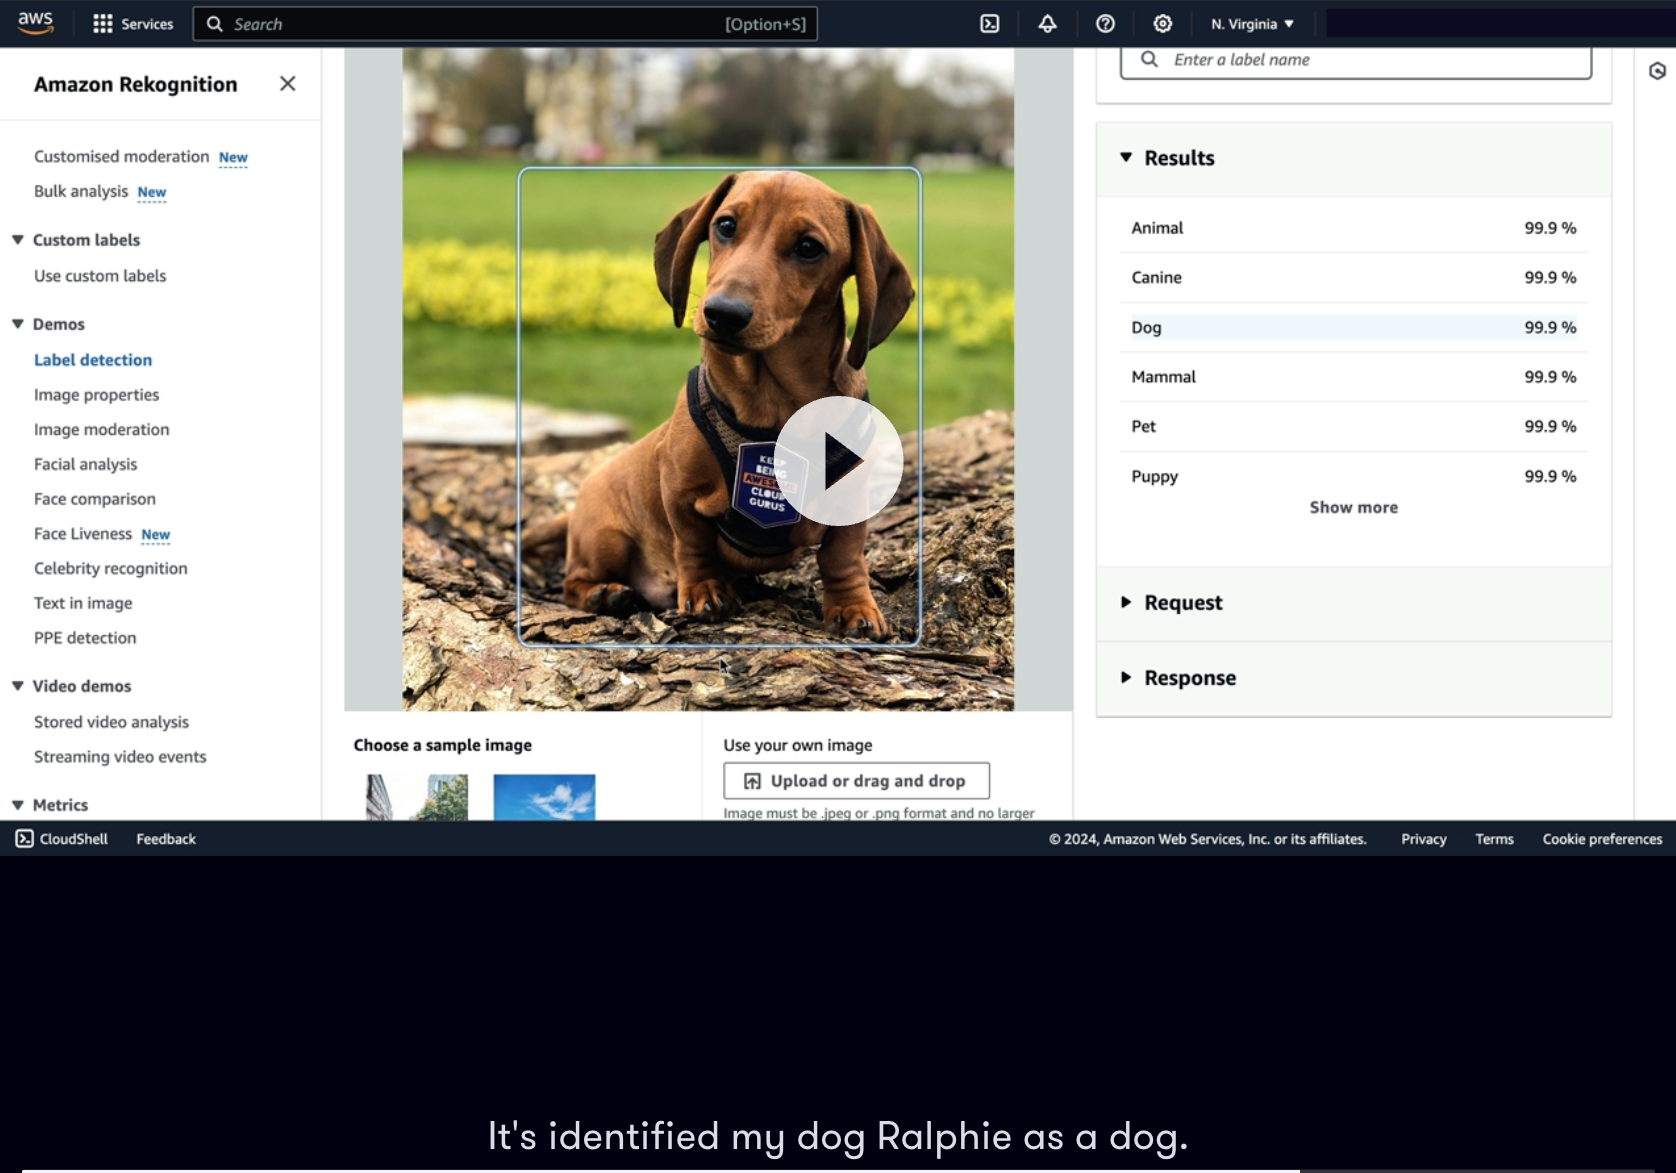 aws
Services
Search
[Option+S]
N. Virginia
Amazon Rekognition
Customised moderation New
Bulk analysis New
Custom labels
Use custom labels
Demos
Label detection
Image properties
Image moderation
Facial analysis
Face comparison
Face Liveness New
Celebrity recognition
Text in image
PPE detection
Video demos
Stored video analysis
Streaming video events
Metrics
KEEP
BEING
AWESOME
CLOUD
GURUS
Choose a sample image
Use your own image
Upload or drag and drop
Image must be .jpeg or .png format and no larger
Enter a label name
Results
Animal 99.9 %
Canine 99.9 %
Dog 99.9 %
Mammal 99.9 %
Pet 99.9 %
Puppy 99.9 %
Show more
Request
Response
CloudShell
Feedback
© 2024, Amazon Web Services, Inc. or its affiliates.
Privacy
Terms
Cookie preferences
It's identified my dog Ralphie as a dog.